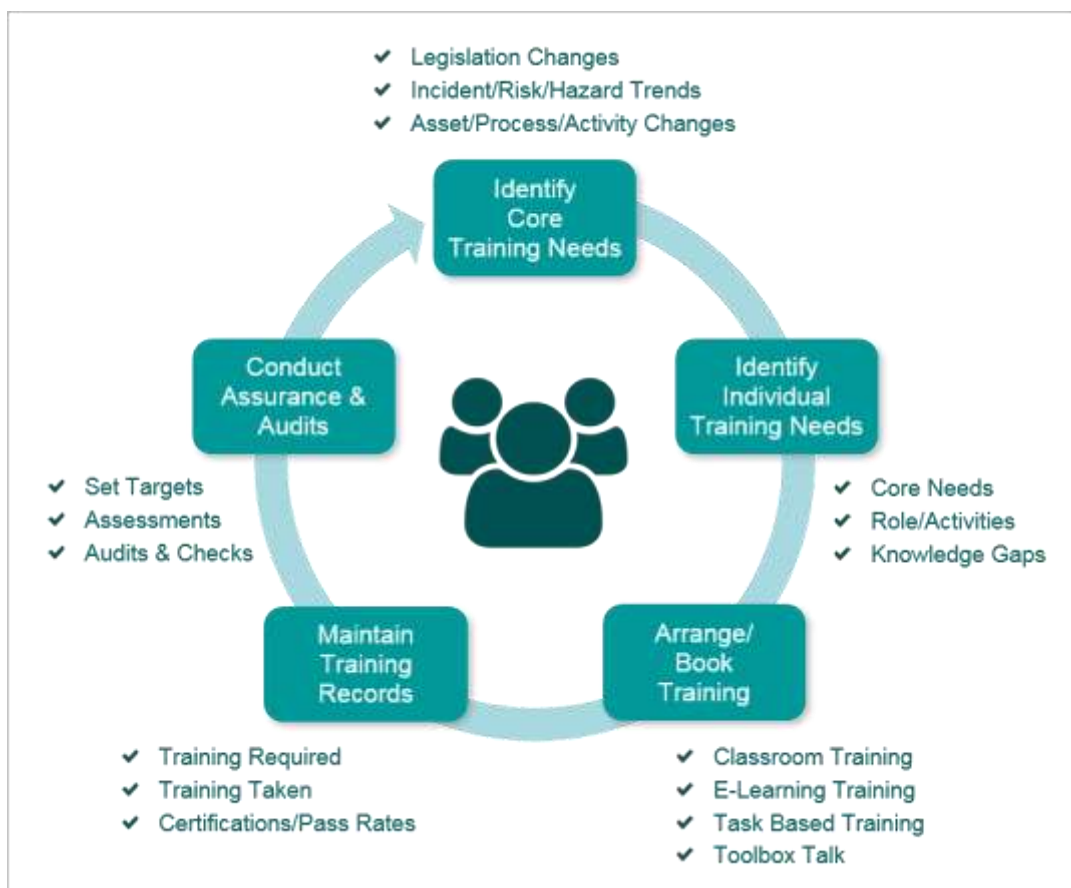 Legislation Changes
Incident/Risk/Hazard Trends
Asset/Process/Activity Changes
Identify
Core
Training Needs
Identify
Individual
Training Needs
Core Needs
Role/Activities
Knowledge Gaps
Arrange/
Book
Training
Classroom Training
E-Learning Training
Task Based Training
Toolbox Talk
Maintain
Training
Records
Training Required
Training Taken
Certifications/Pass Rates
Conduct
Assurance &
Audits
Set Targets
Assessments
Audits & Checks